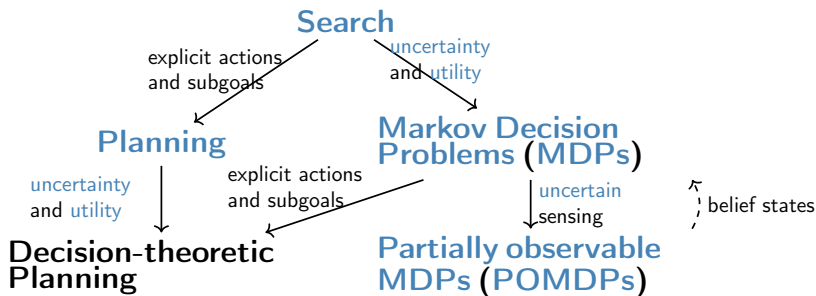 Search
explicit actions
and subgoals
uncertainty
and utility
Planning
Markov Decision
Problems (MDPs)
uncertainty
and utility
explicit actions
and subgoals
uncertain
sensing
belief states
Decision-theoretic
Planning
Partially observable
MDPs (POMDPs)